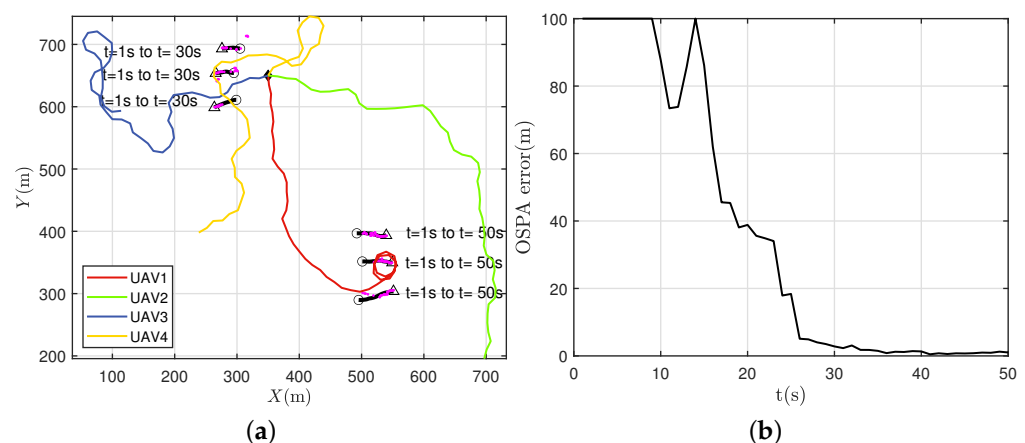 700
600
500
400
300
200
Y(m)
t=1s to t= 30s
t=1s to t= 30s
t=1s to t= 30s
t=1s to t= 50s
t=1s to t= 50s
t=1s to t= 50s
UAV1
UAV2
UAV3
UAV4
100 200 300 400 500 600 700
X(m)
(a)
100
80
60
40
20
0
OSPA error(m)
0 10 20 30 40 50
t(s)
(b)